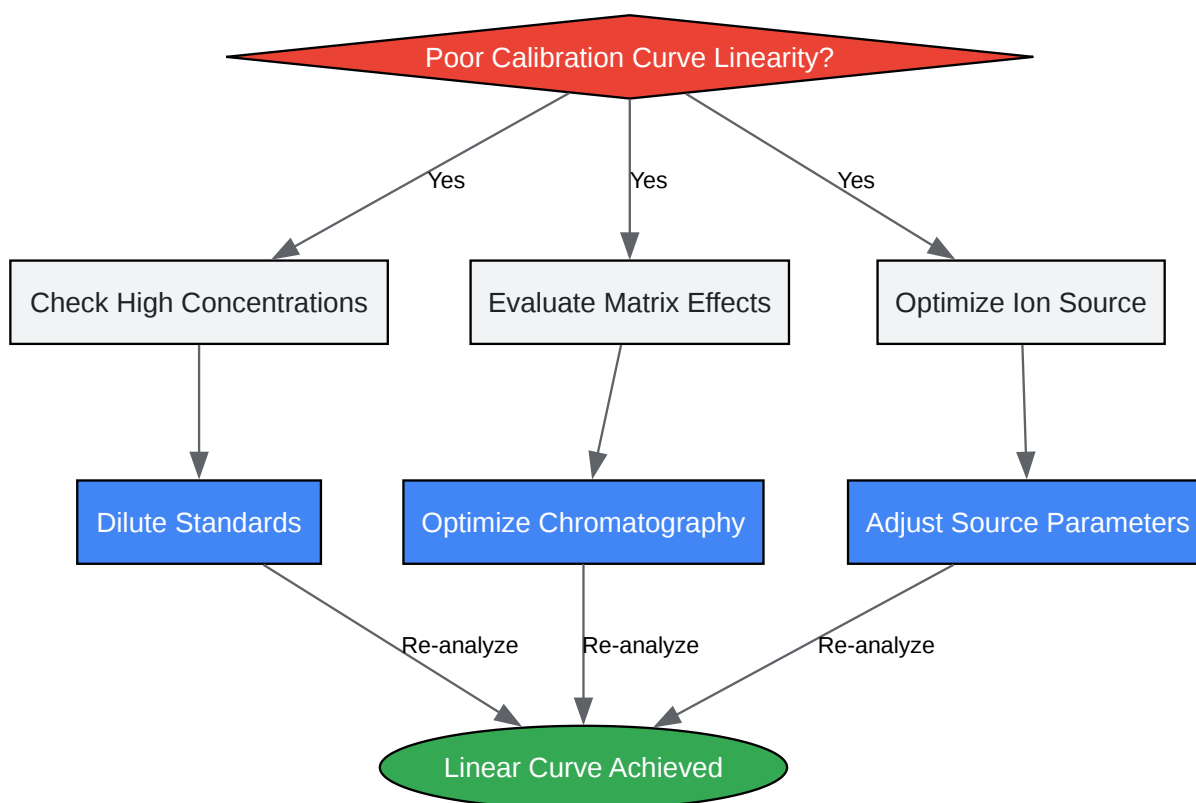 Poor Calibration Curve Linearity?
Yes
Yes
Yes
Check High Concentrations
Evaluate Matrix Effects
Optimize Ion Source
Dilute Standards
Optimize Chromatography
Adjust Source Parameters
Re-analyze
Re-analyze
Re-analyze
Linear Curve Achieved